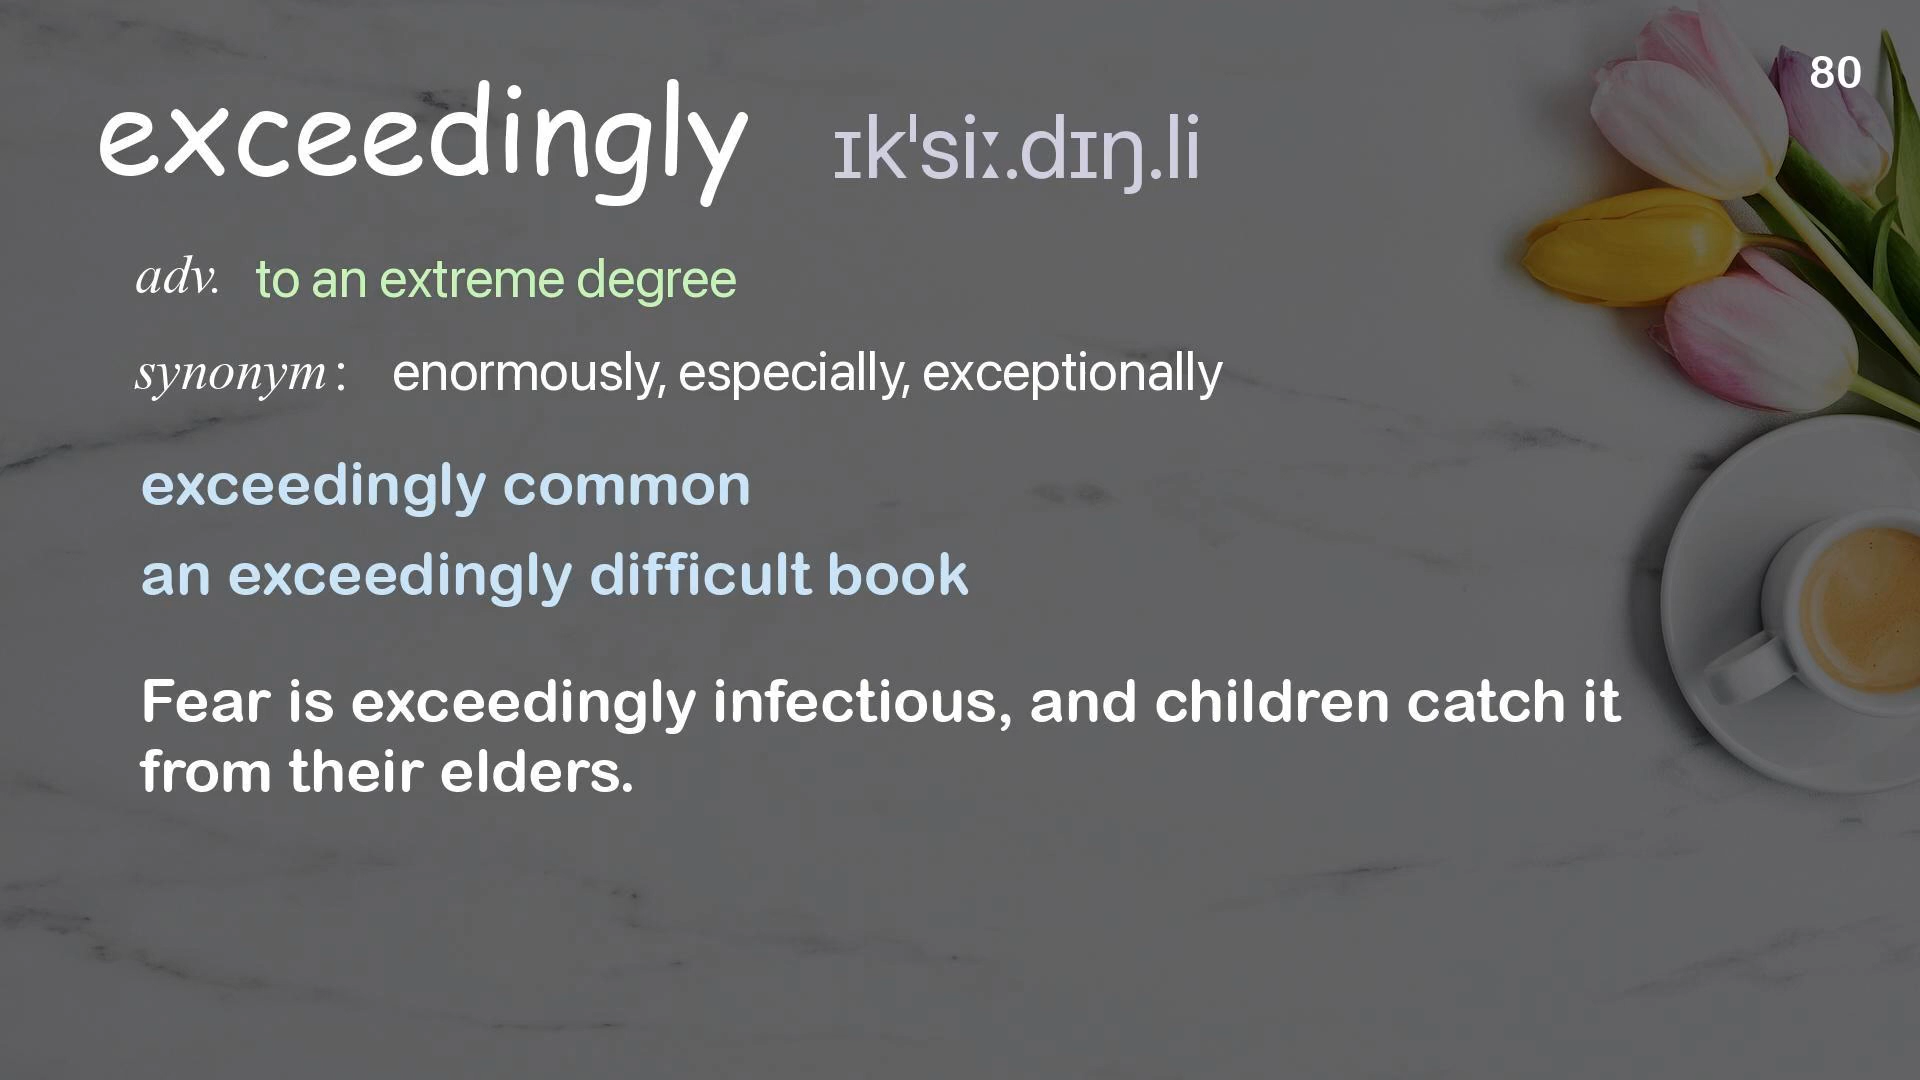 80
exceedingly ɪkˈsiː.dɪŋ.li
adv. to an extreme degree
synonym: enormously, especially, exceptionally
exceedingly common
an exceedingly difficult book
Fear is exceedingly infectious, and children catch it
from their elders.